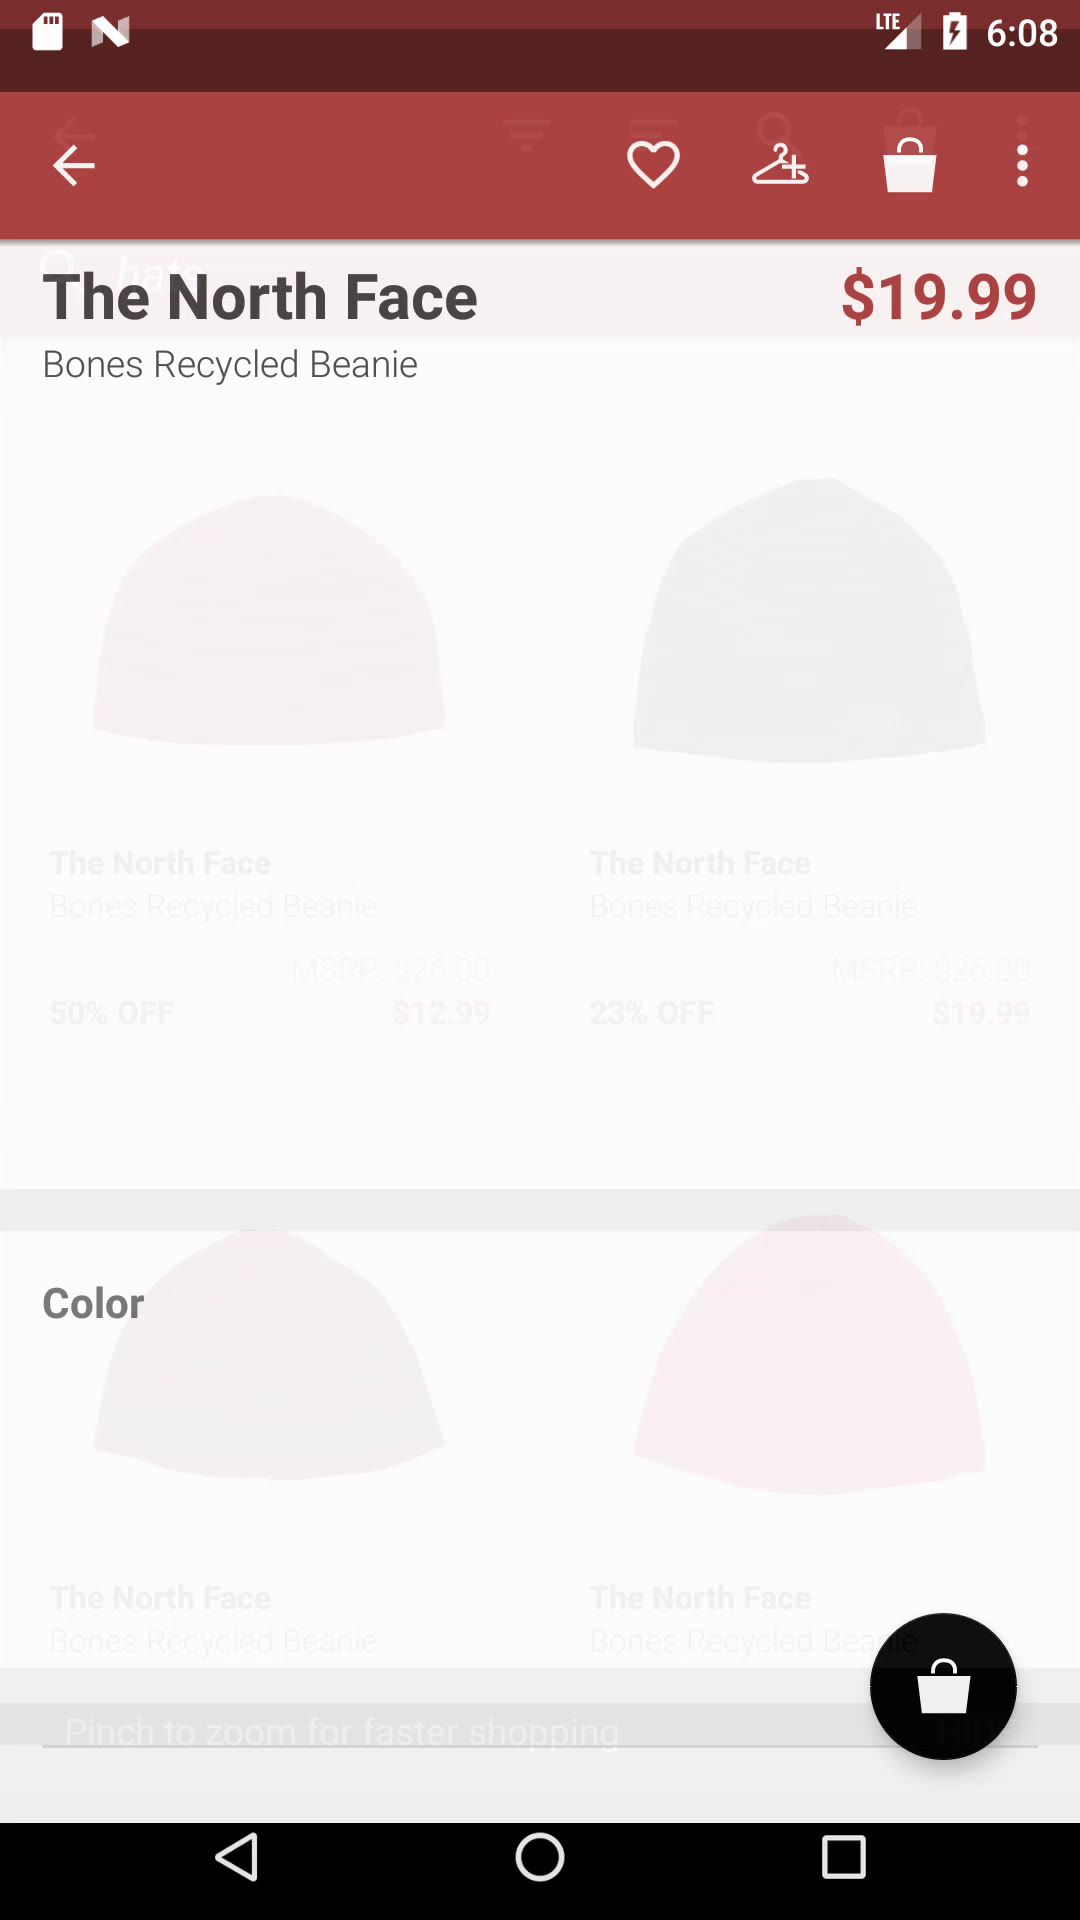 LTE 6:08
hats
The North Face $19.99
Bones Recycled Beanie
The North Face The North Face
Bones Recycled Beanie Bones Recycled Beanie
MSRP: $26.00 MSRP: $26.00
50% OFF $12.99 23% OFF $19.99
Color
The North Face The North Face
Bones Recycled Beanie Bones Recycled Beanie
Pinch to zoom for faster shopping